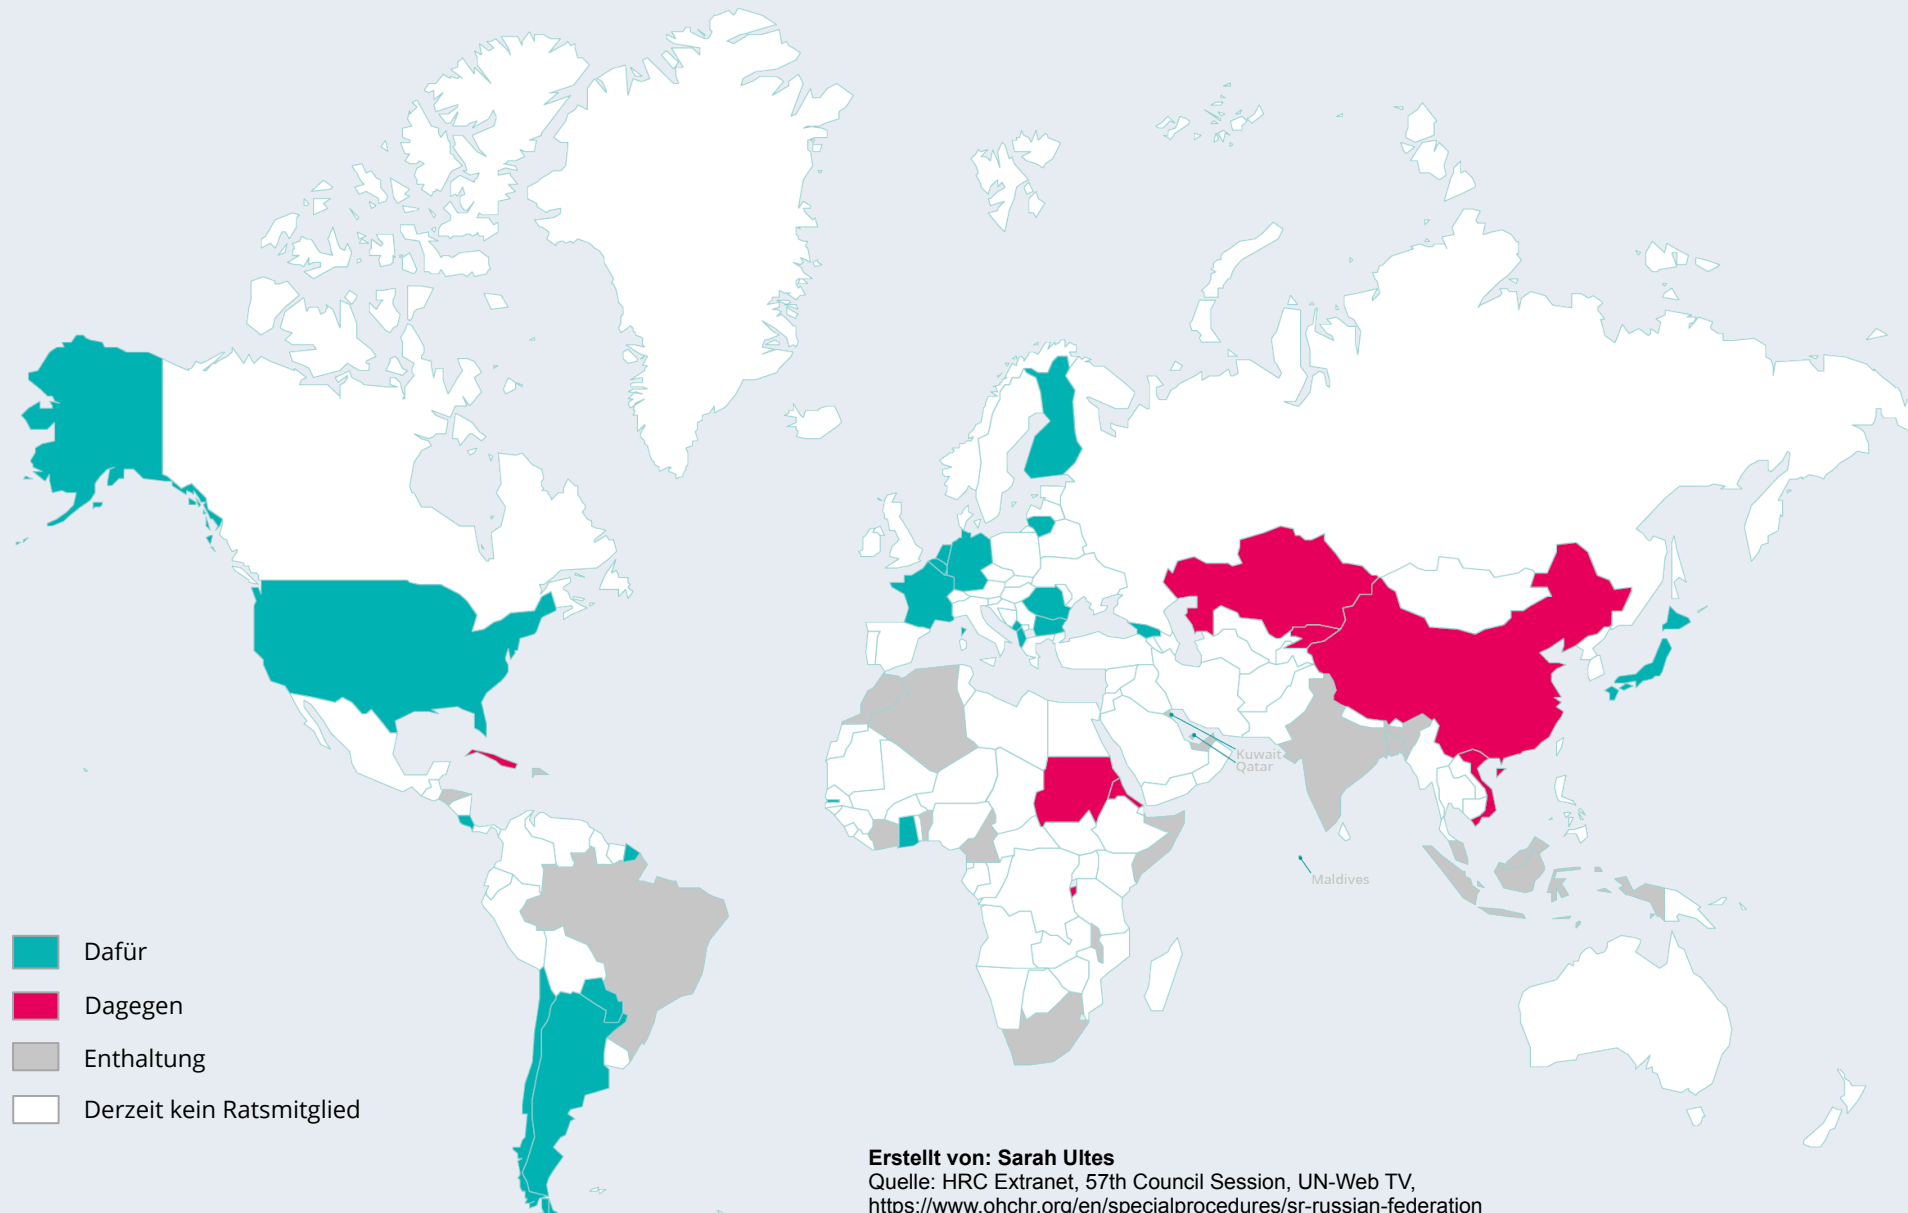 Kuwait
Qatar
Maldives
Dafür
Dagegen
Enthaltung
Derzeit kein Ratsmitglied
Erstellt von: Sarah Ultes
Quelle: HRC Extranet, 57th Council Session, UN-Web TV,
https://www.ohchr.org/en/specialprocedures/sr-russian-federation